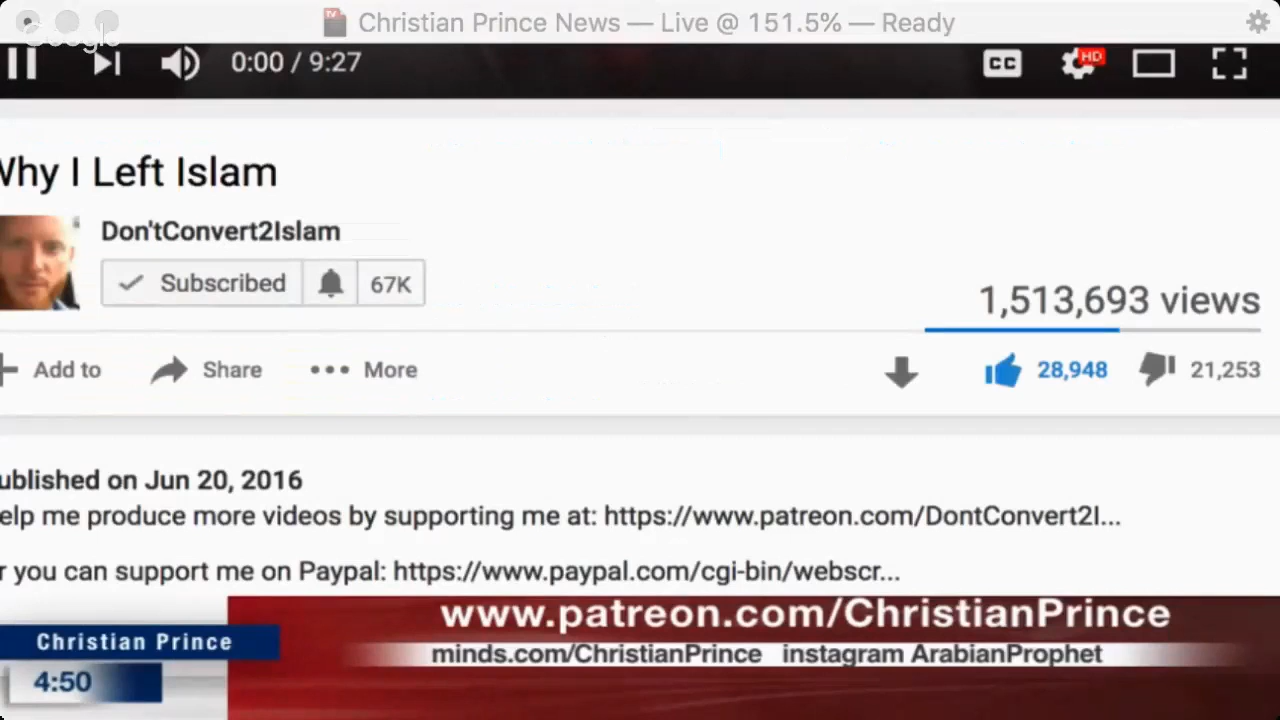 Christian Prince News — Live @ 151.5% — Ready
Google
0:00 / 9:27
CC
HD
Why I Left Islam
Don'tConvert2Islam
Subscribed
67K
1,513,693 views
Add to
Share
More
28,948
21,253
ublished on Jun 20, 2016
elp me produce more videos by supporting me at: https://www.patreon.com/DontConvert2I...
r you can support me on Paypal: https://www.paypal.com/cgi-bin/webscr...
www.patreon.com/ChristianPrince
Christian Prince
minds.com/ChristianPrince instagram ArabianProphet
4:50